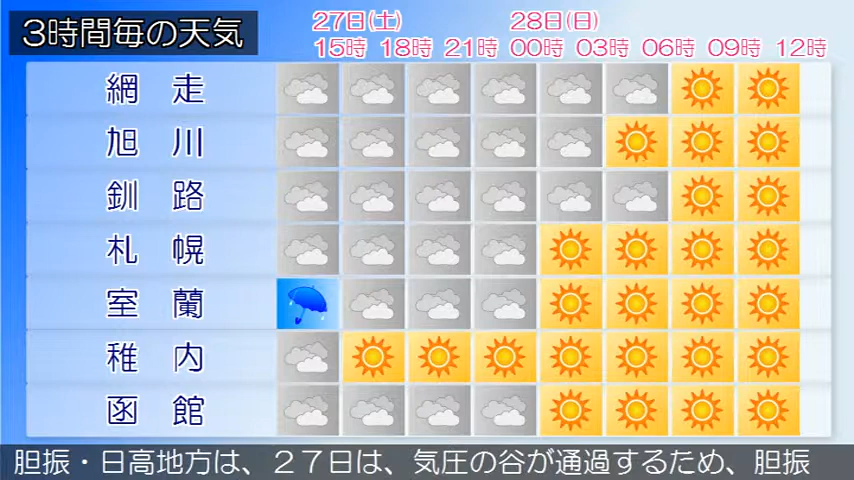 3時間毎の天気
27日(土) 28日(日)
15時 18時 21時 00時 03時 06時 09時 12時
網 走
旭 川
釧 路
札 幌
室 蘭
稚 内
函 館
胆振・日高地方は、２７日は、気圧の谷が通過するため、胆振